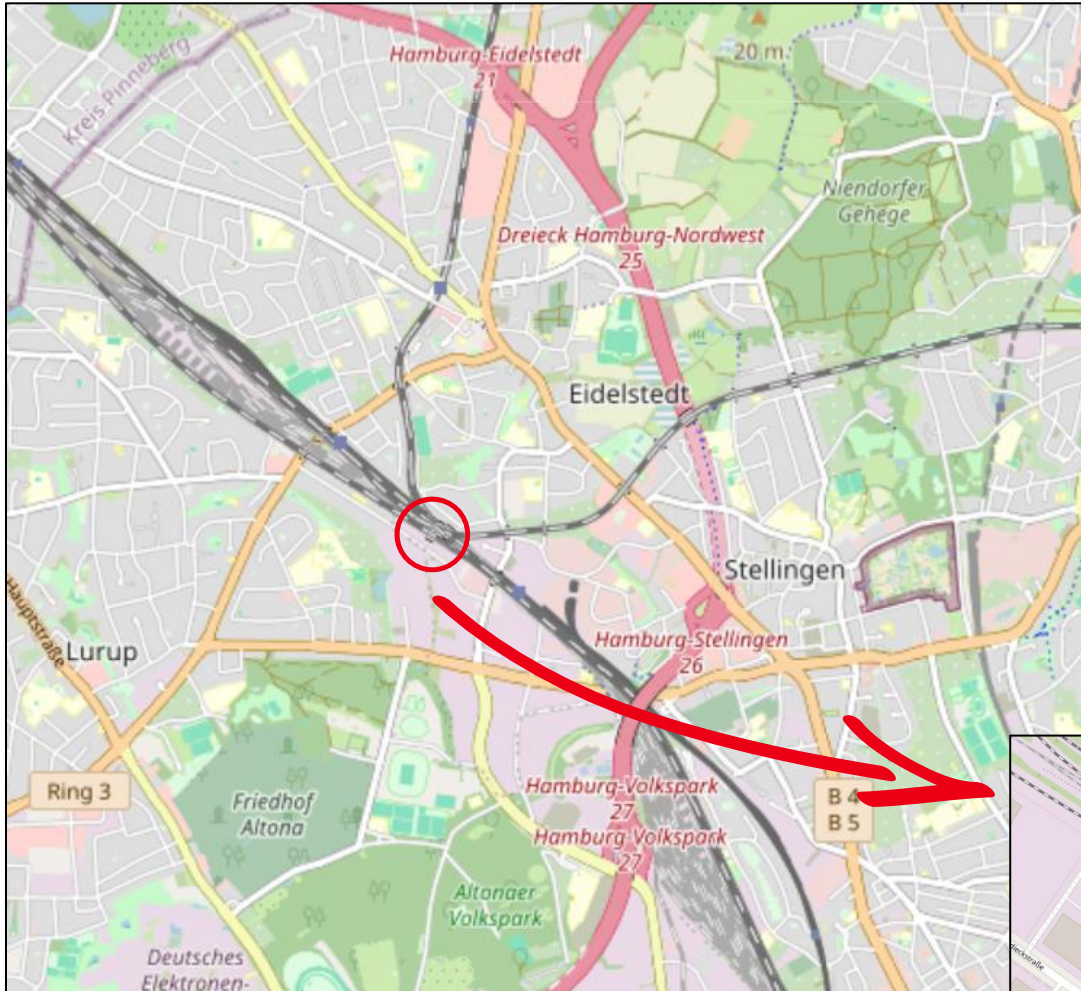 Hamburg-Eidelstedt
21
20 m
Kreis Pinneberg
Niendorfer
Gehege
Dreieck Hamburg-Nordwest
25
Eidelstedt
Stellingen
Hauptstraße
Lurup
Hamburg-Stellingen
26
Ring 3
Friedhof
Altona
Hamburg-Volkspark
27
Hamburg-Volkspark
27
B 4
B 5
Altonaer
Volkspark
Deutsches
Elektronen-